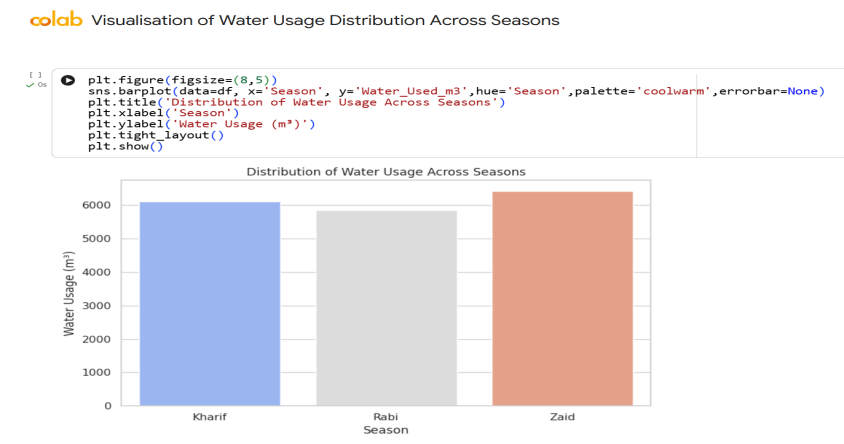 colab Visualisation of Water Usage Distribution Across Seasons
[ ]
✓ 0s
plt.figure(figsize=(8,5))
sns.barplot(data=df, x='Season', y='Water_Used_m3',hue='Season',palette='coolwarm',errorbar=None)
plt.title('Distribution of Water Usage Across Seasons')
plt.xlabel('Season')
plt.ylabel('Water Usage (m³)')
plt.tight_layout()
plt.show()
Distribution of Water Usage Across Seasons
Water Usage (m³)
6000
5000
4000
3000
2000
1000
0
Kharif Rabi Zaid
Season